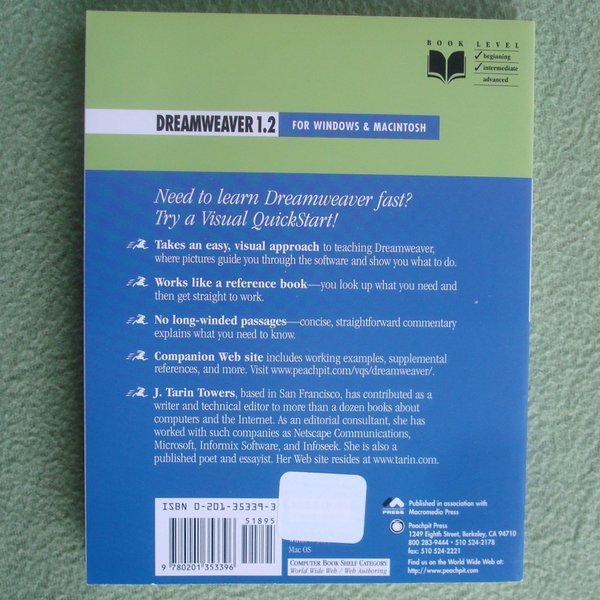 BOOK LEVEL
✓beginning
✓intermediate
advanced
DREAMWEAVER 1.2 FOR WINDOWS & MACINTOSH
Need to learn Dreamweaver fast?
Try a Visual QuickStart!
Takes an easy, visual approach to teaching Dreamweaver,
where pictures guide you through the software and show you what to do.
Works like a reference book—you look up what you need and
then get straight to work.
No long-winded passages—concise, straightforward commentary
explains what you need to know.
Companion Web site includes working examples, supplemental
references, and more. Visit www.peachpit.com/vqs/dreamweaver/.
J. Tarin Towers, based in San Francisco, has contributed as a
writer and technical editor to more than a dozen books about
computers and the Internet. As an editorial consultant, she has
worked with such companies as Netscape Communications,
Microsoft, Informix Software, and Infoseek. She is also a
published poet and essayist. Her Web site resides at www.tarin.com.
ISBN 0-201-35339-3
51895
9 780201 353396
Mac OS
COMPUTER BOOK SHELF CATEGORY
World Wide Web / Web Authoring
PRESS
Published in association with
Macromedia Press
Peachpit Press
1249 Eighth Street, Berkeley, CA 94710
800 283-9444 • 510 524-2178
fax: 510 524-2221
Find us on the World Wide Web at:
http://www.peachpit.com